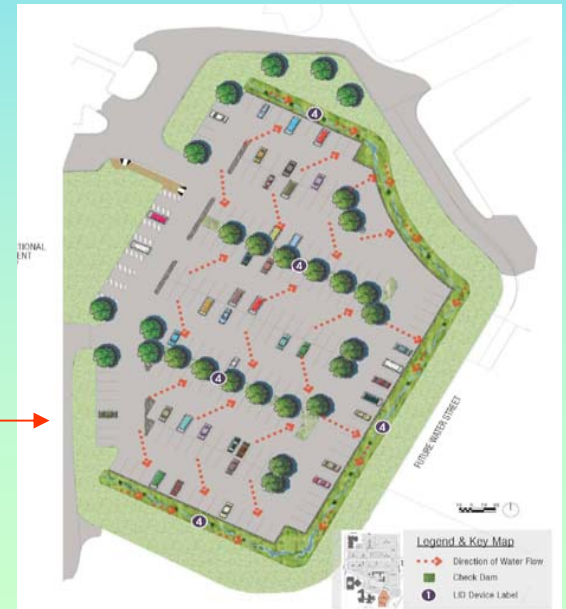 4
TIONAL
ENT
4
4
4
FUTURE WATER STREET
4
Legend & Key Map
Direction of Water Flow
Check Dam
1 LID Device Label